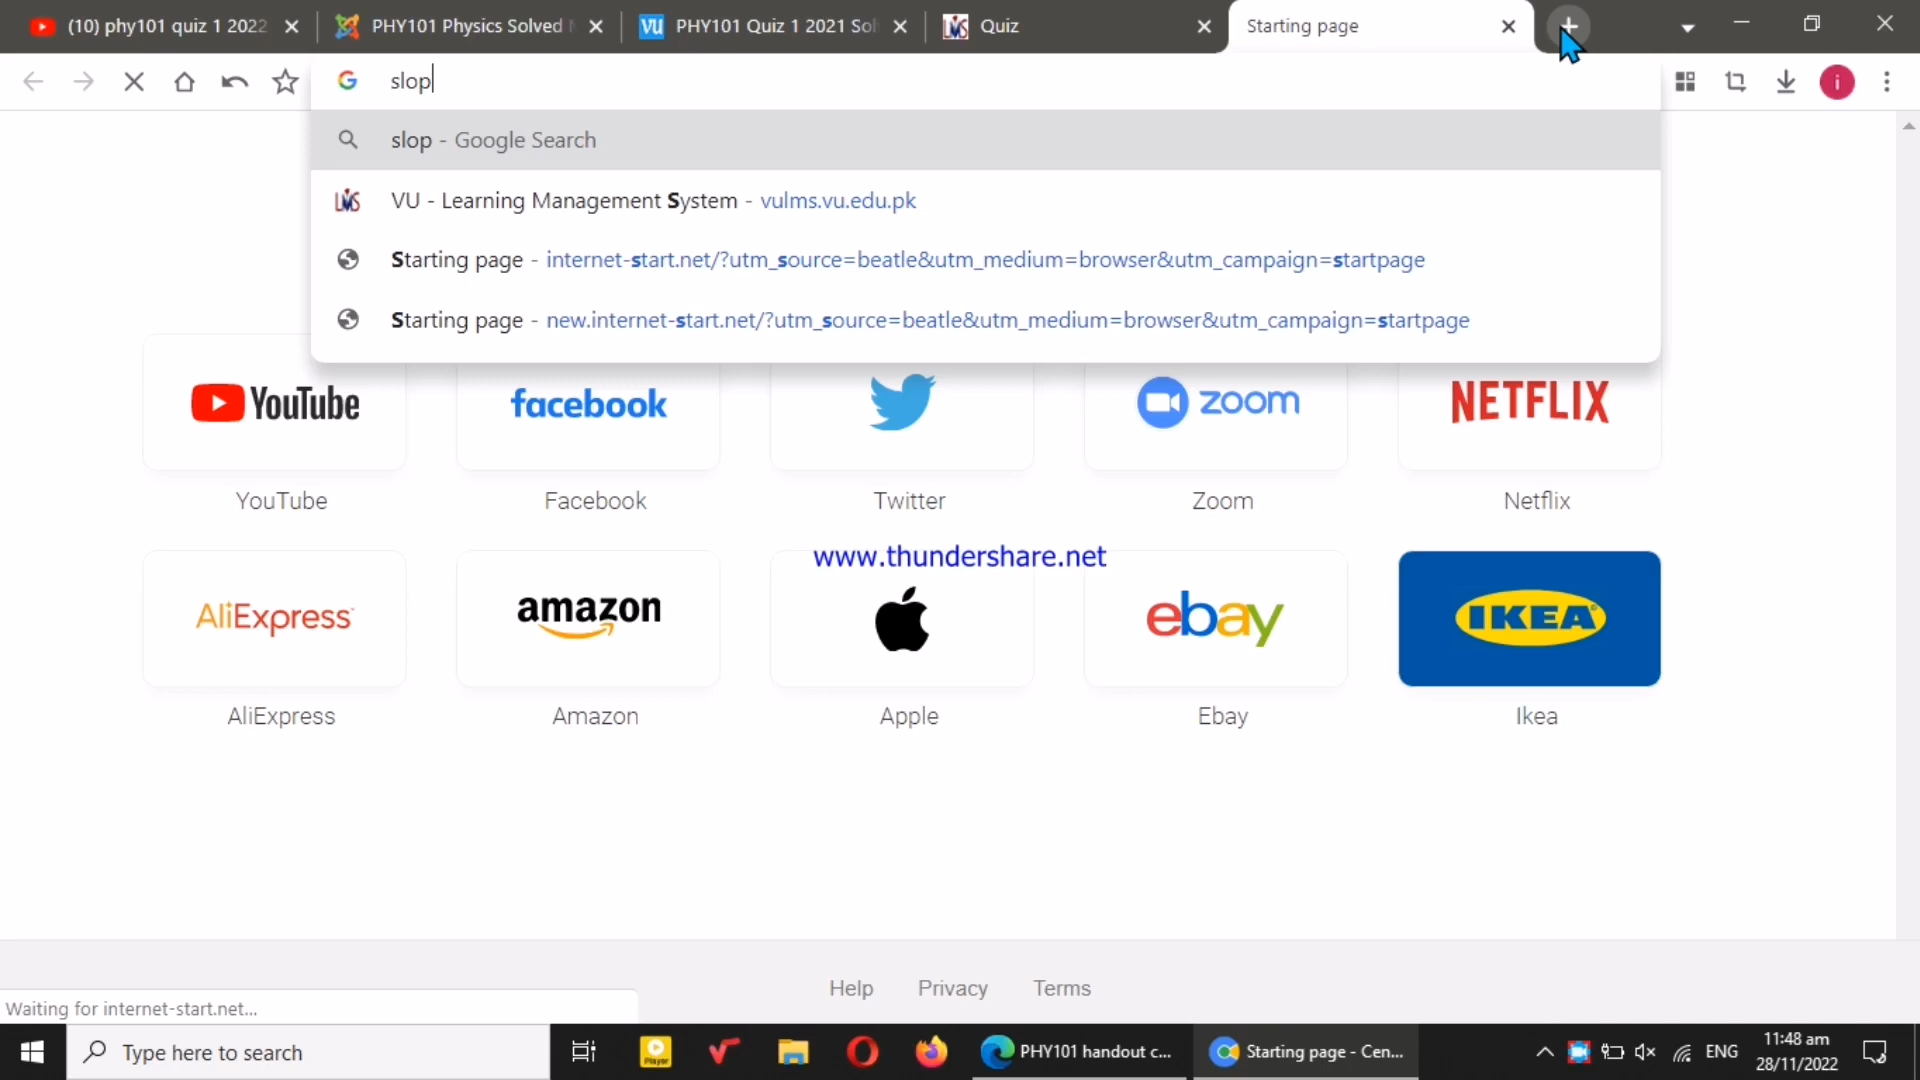 (10) phy101 quiz 1 2022
PHY101 Physics Solved
VU PHY101 Quiz 1 2021 Sol
LMS Quiz
Starting page
G slop
i
slop - Google Search
LMS VU - Learning Management System - vulms.vu.edu.pk
Starting page - internet-start.net/?utm_source=beatle&utm_medium=browser&utm_campaign=startpage
Starting page - new.internet-start.net/?utm_source=beatle&utm_medium=browser&utm_campaign=startpage
YouTube facebook zoom NETFLIX
YouTube Facebook Twitter Zoom Netflix
www.thundershare.net
AliExpress amazon ebay IKEA
AliExpress Amazon Apple Ebay Ikea
Help Privacy Terms
Waiting for internet-start.net...
Type here to search
Player
PHY101 handout c...
Starting page - Cen...
ENG
11:48 am
28/11/2022